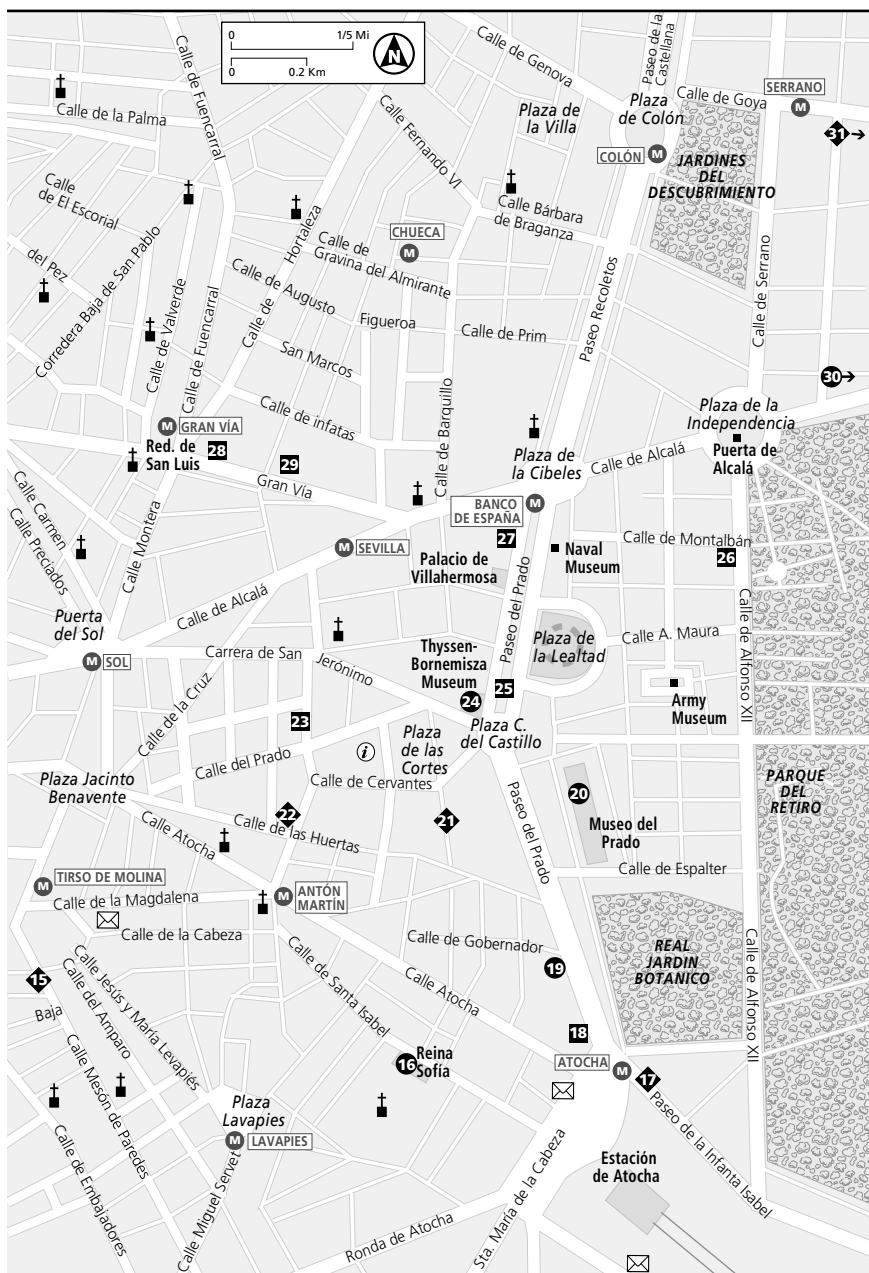 0
1/5 Mi
0
0.2 Km
N
Calle de Fuencarral
Calle de la Palma
Calle
de El Escorial
del Pez
Corredera Baja de San Pablo
Calle de Valverde
Calle de Fuencarral
Calle de
Hortaleza
Calle Fernando VI
Calle de Genova
Paseo de la
Castellana
Plaza de
la Villa
Plaza
de Colón
Calle de Goya
SERRANO
M
31
COLÓN
M
JARDINES
DEL
DESCUBRIMIENTO
Calle Bárbara
de Braganza
CHUECA
M
Calle de
Gravina del Almirante
Calle de Augusto
Figueroa
Calle de Prim
San Marcos
Calle de infatas
Calle de Barquillo
Paseo Recoletos
Calle de Serrano
30
Plaza de la
Independencia
Puerta de
Alcalá
M
GRAN VÍA
Red. de
San Luis
28
29
Gran Vía
Plaza de
la Cibeles
Calle de Alcalá
BANCO
DE ESPAÑA
M
Calle Carmen
Calle Preciados
Calle Montera
M
SEVILLA
27
Palacio de
Villahermosa
Naval
Museum
Calle de Montalbán
26
Calle de Alcalá
Puerta
del Sol
M
SOL
Carrera de San
Jerónimo
Thyssen-
Bornemisza
Museum
24
25
Paseo del Prado
Plaza de
la Lealtad
Calle A. Maura
Army
Museum
Calle de Alfonso XII
Calle de la Cruz
23
Calle del Prado
i
Plaza
de las
Cortes
Plaza C.
del Castillo
Plaza Jacinto
Benavente
Calle de Cervantes
22
21
Calle de las Huertas
Calle Atocha
20
Museo del
Prado
Paseo del Prado
PARQUE
DEL
RETIRO
Calle de Espalter
TIRSO DE MOLINA
M
Calle de la Magdalena
M
ANTÓN
MARTÍN
Calle de la Cabeza
Calle de Gobernador
19
REAL
JARDIN
BOTANICO
Calle de Alfonso XII
15
Baja
Calle Jesús y María Levapiés
Calle del Amparo
Calle de Santa Isabel
Calle Atocha
18
16
Reina
Sofía
ATOCHA
M
17
Calle Mesón de Paredes
Calle de Embajadores
Plaza
Lavapies
M
LAVAPIES
Calle Miguel Servet
Ronda de Atocha
Sta. María de la Cabeza
Estación
de Atocha
Paseo de la Infanta Isabel